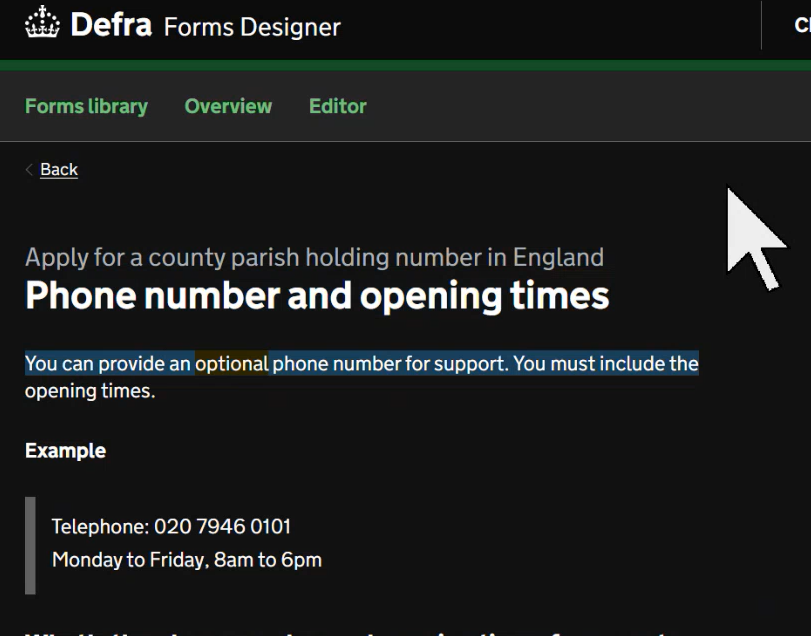 Defra Forms Designer
Forms library Overview Editor
Back
Apply for a county parish holding number in England
Phone number and opening times
You can provide an optional phone number for support. You must include the
opening times.
Example
Telephone: 020 7946 0101
Monday to Friday, 8am to 6pm